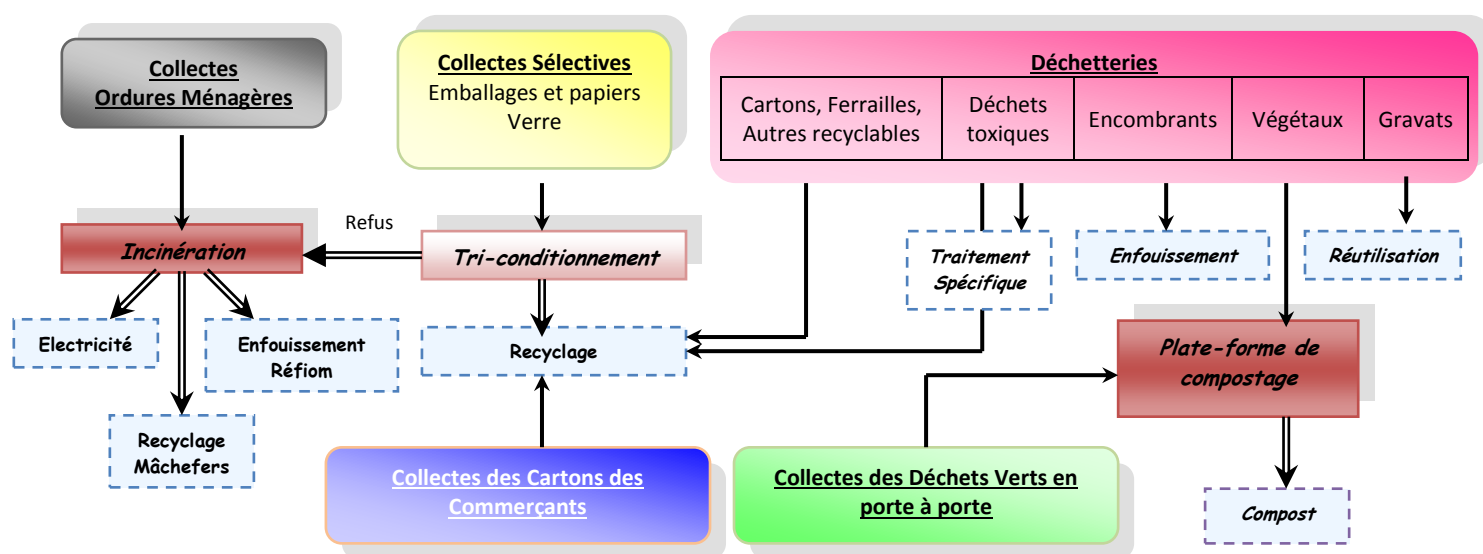 Collectes
Ordures Ménagères
Collectes Sélectives
Emballages et papiers
Verre
Déchetteries
Cartons, Ferrailles,
Autres recyclables
Déchets
toxiques
Encombrants
Végétaux
Gravats
Refus
Incinération
Tri-conditionnement
Traitement
Spécifique
Enfouissement
Réutilisation
Electricité
Enfouissement
Réfiom
Recyclage
Plate-forme de
compostage
Recyclage
Mâchefers
Collectes des Cartons des
Commerçants
Collectes des Déchets Verts en
porte à porte
Compost